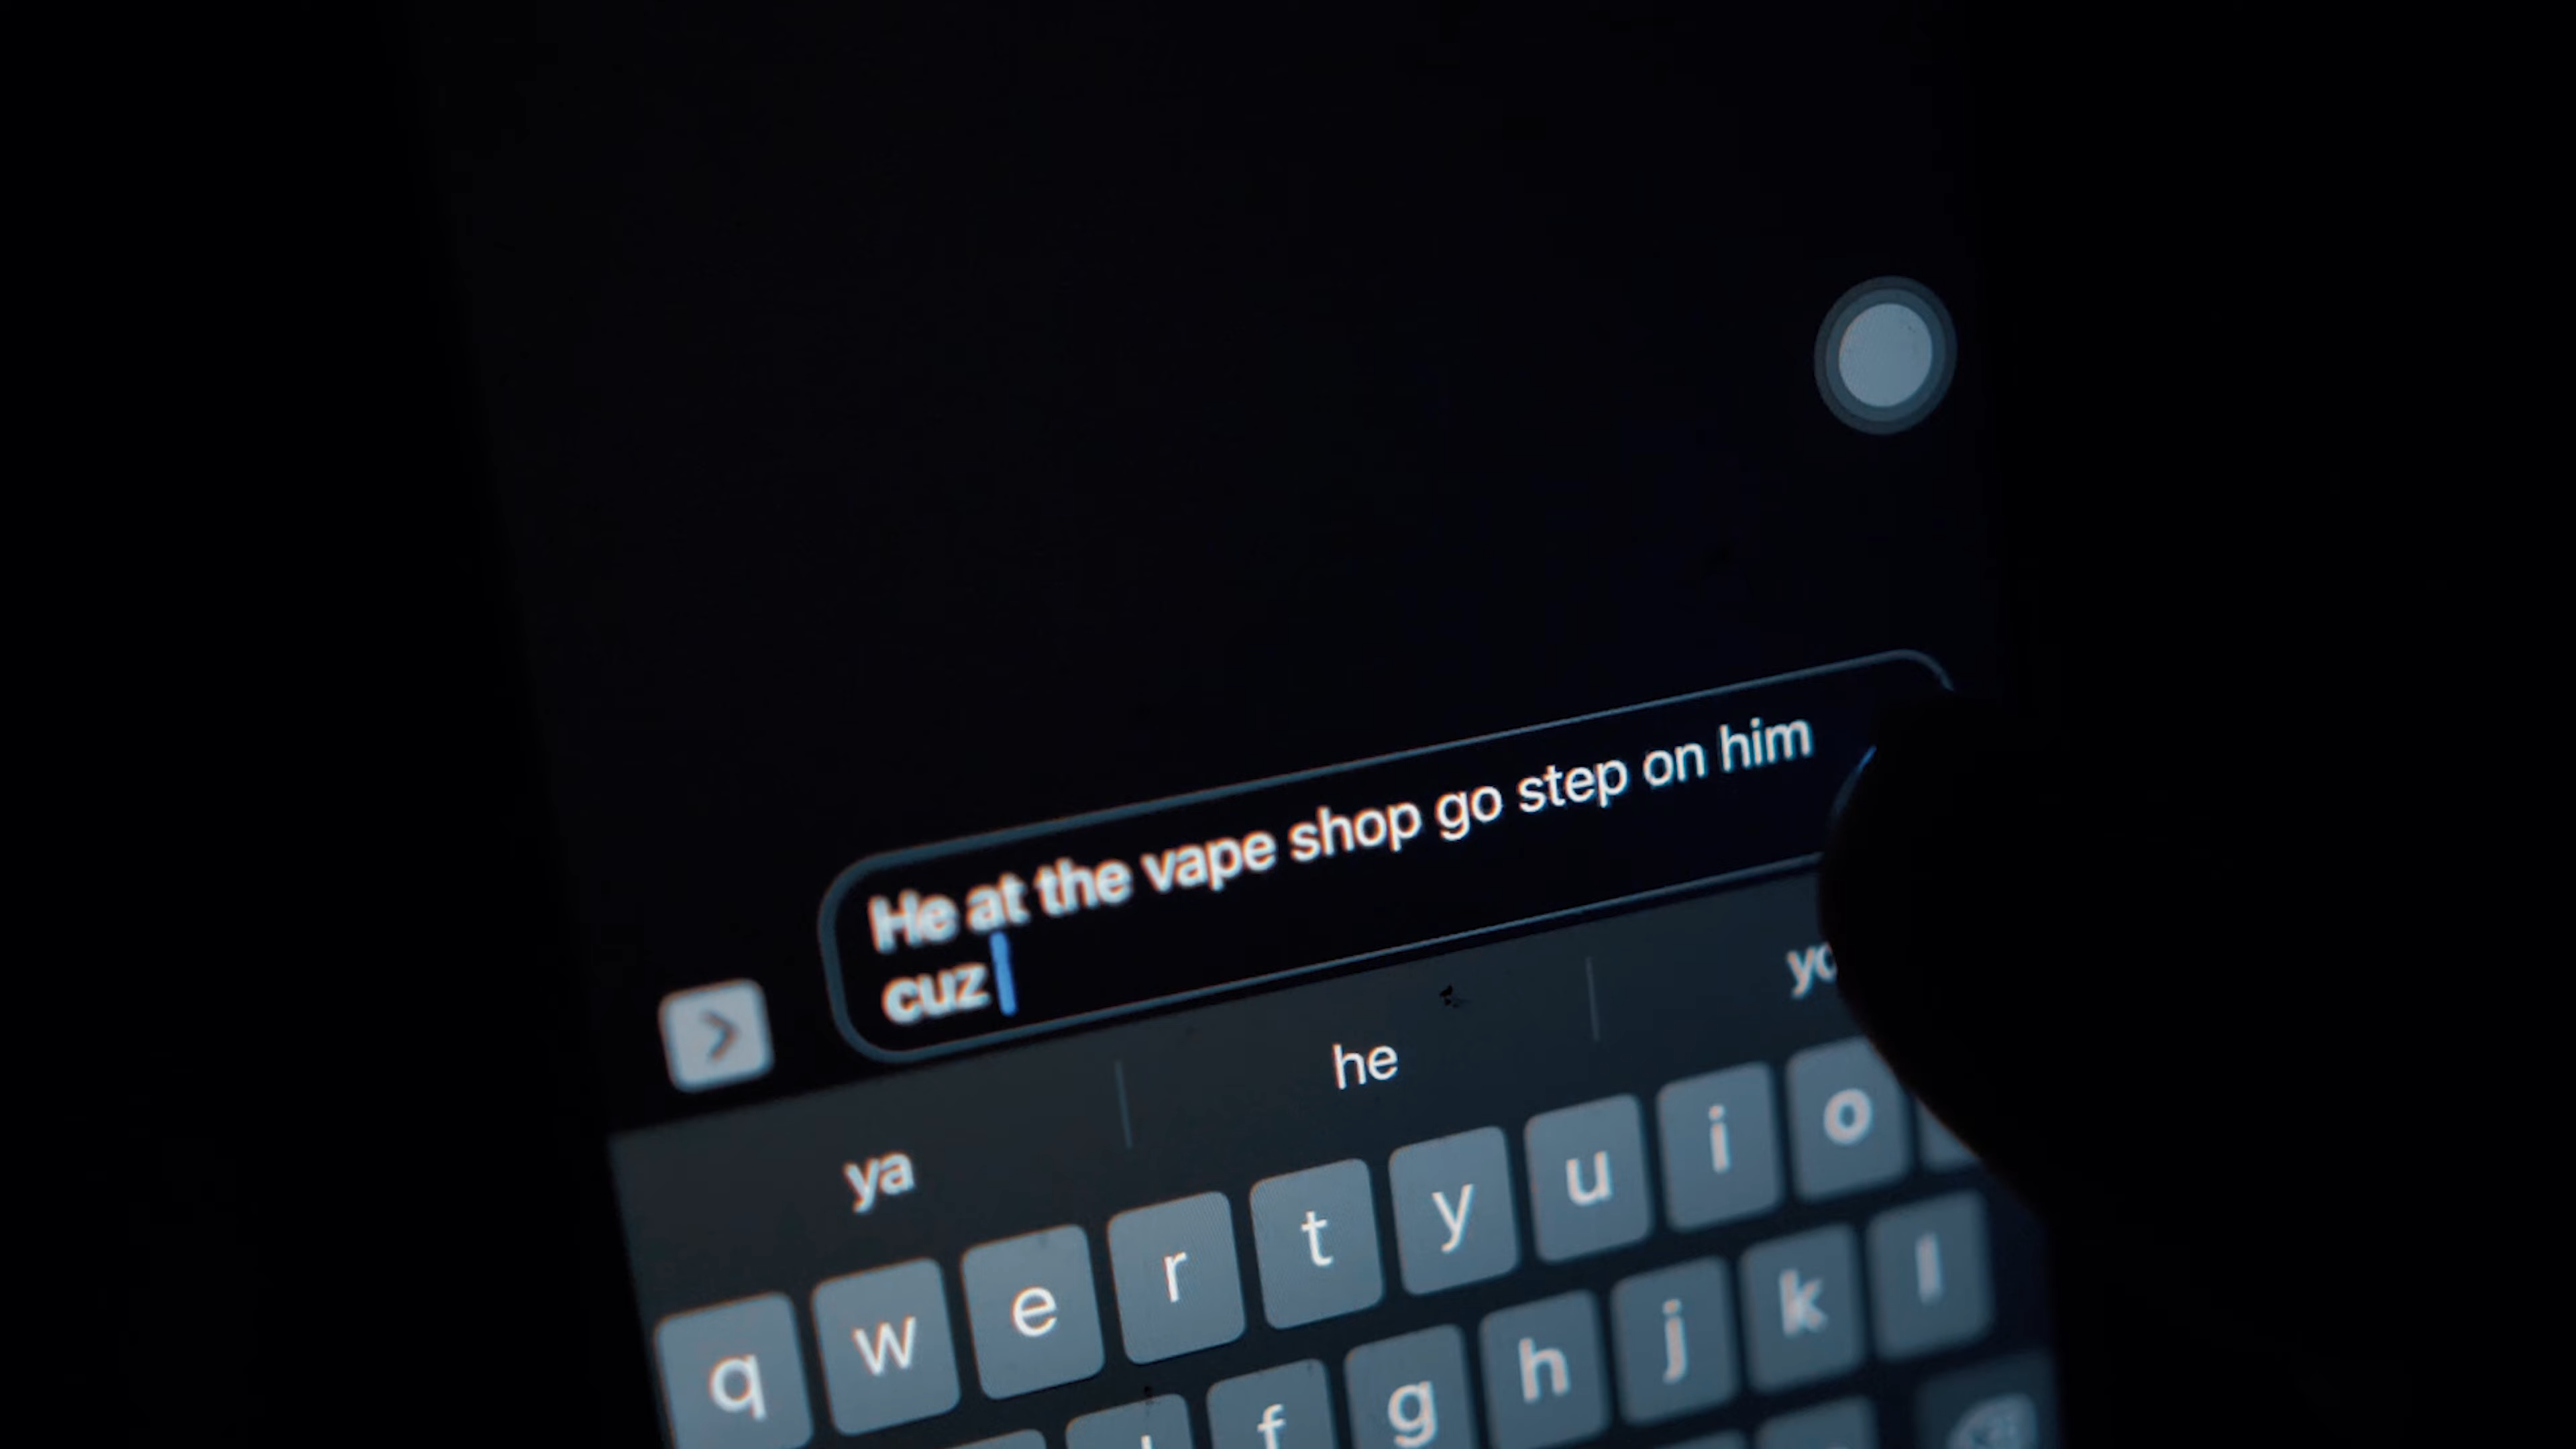 He at the vape shop go step on him
cuz
ya he
q w e r t y u i o
f g h j k l